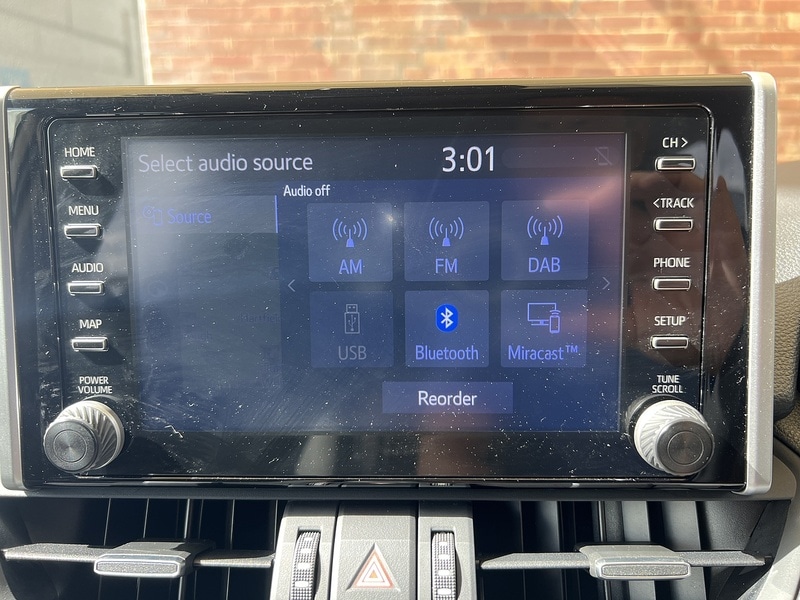 HOME
MENU
AUDIO
MAP
POWER
VOLUME
Select audio source
3:01
Source
Audio off
AM
FM
DAB
USB
Bluetooth
Miracast™
Reorder
CH >
<TRACK
PHONE
SETUP
TUNE
SCROLL